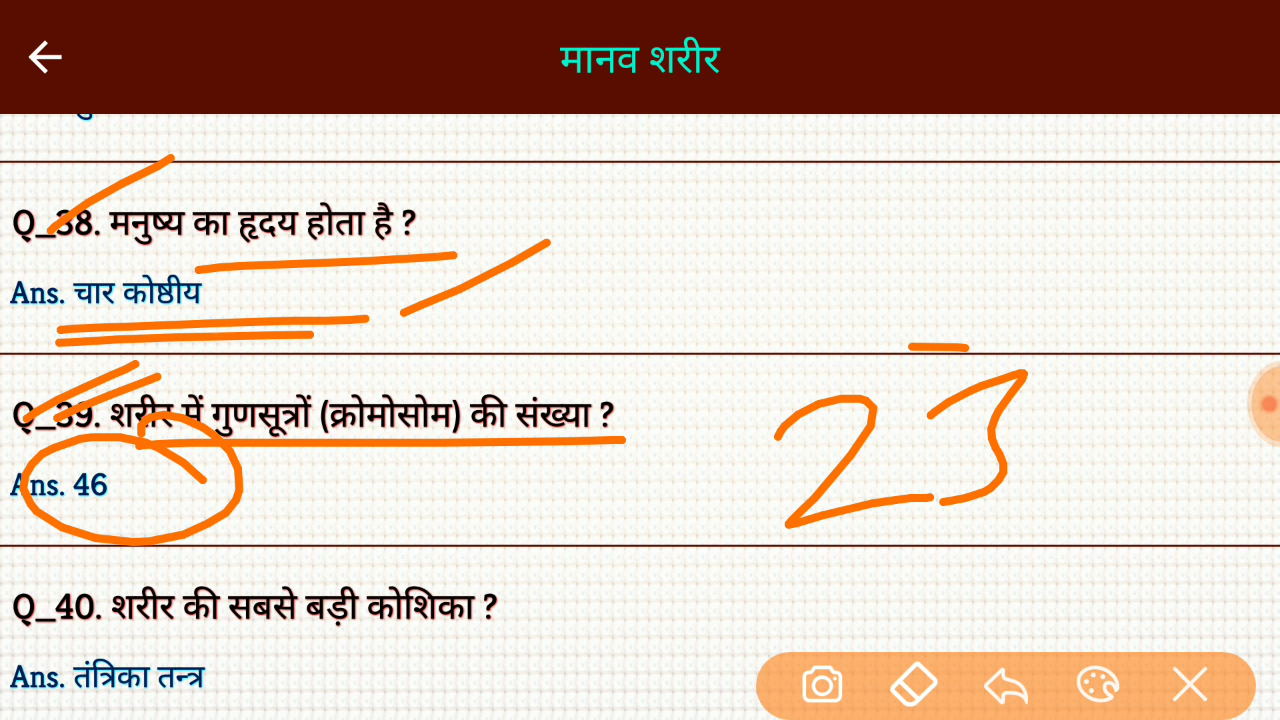 मानव शरीर
Q_38. मनुष्य का हृदय होता है ?
Ans. चार कोष्ठीय
Q_39. शरीर में गुणसूत्रों (क्रोमोसोम) की संख्या ?
Ans. 46
23
Q_40. शरीर की सबसे बड़ी कोशिका ?
Ans. तंत्रिका तन्त्र